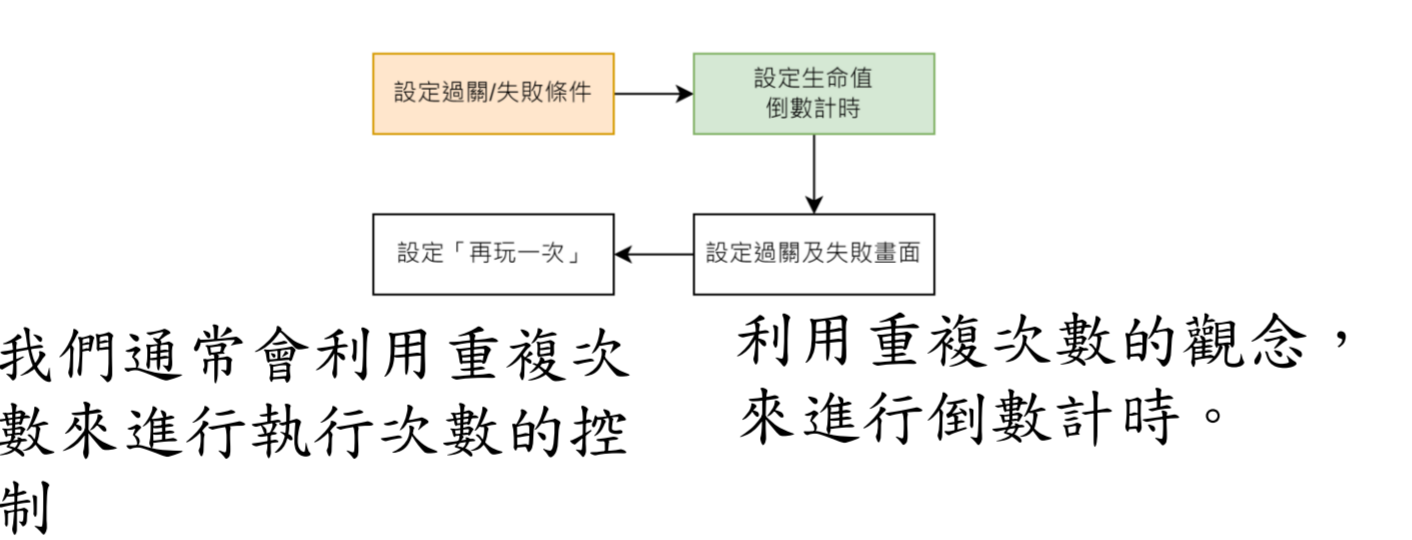 設定過關/失敗條件
設定生命值
倒數計時
設定「再玩一次」
設定過關及失敗畫面
我們通常會利用重複次
數來進行執行次數的控
制
利用重複次數的觀念，
來進行倒數計時。